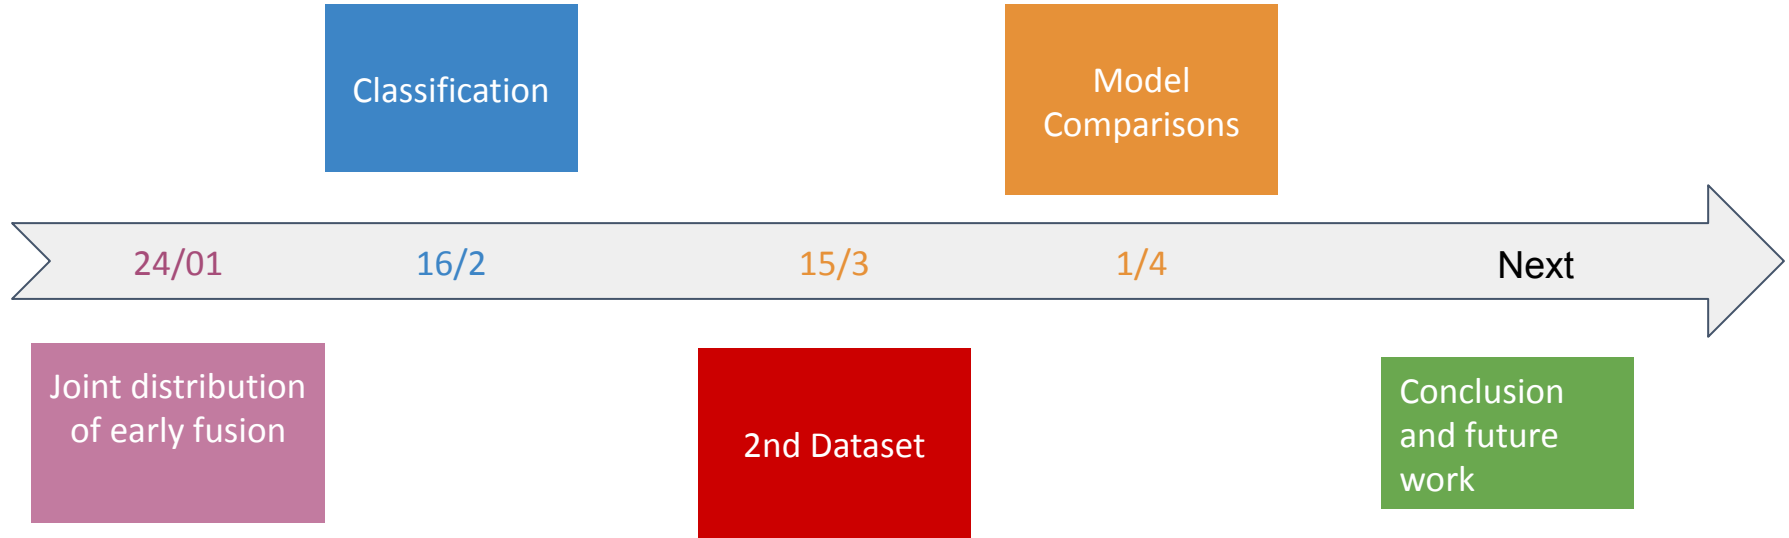 Classification
Model
Comparisons
24/01
16/2
15/3
1/4
Next
Joint distribution
of early fusion
2nd Dataset
Conclusion
and future
work